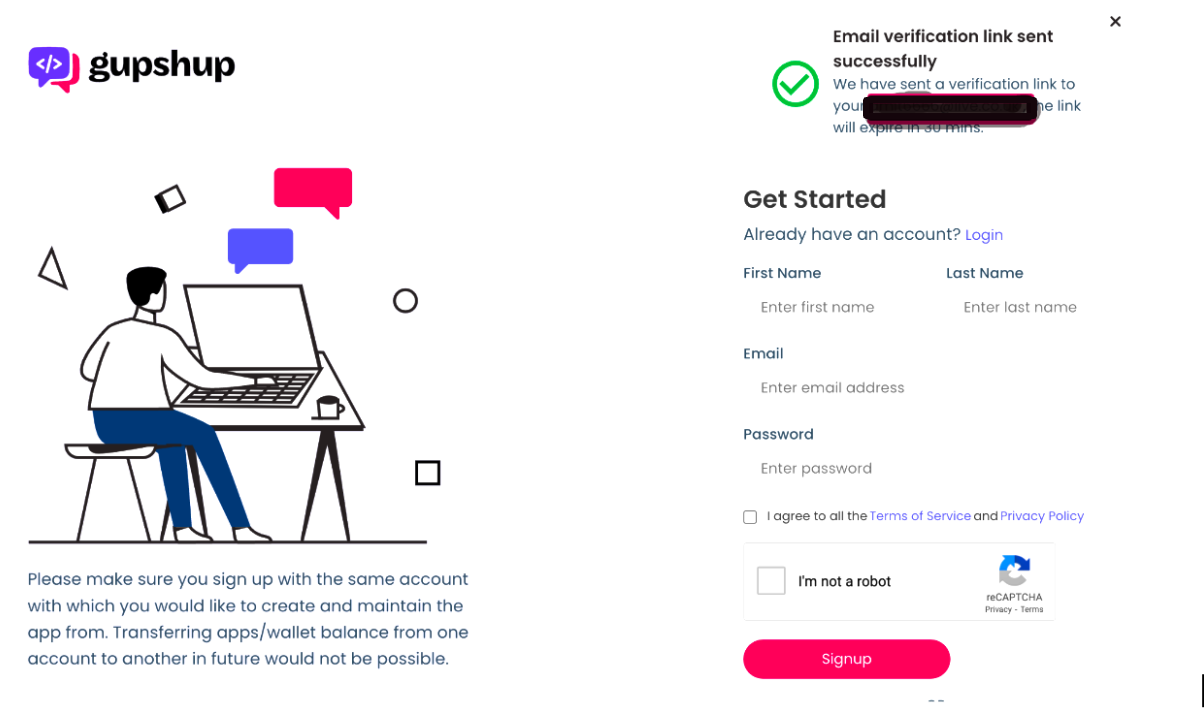 </> gupshup
Email verification link sent
successfully
We have sent a verification link to
your he link
will expire in 30 mins.
Get Started
Already have an account? Login
First Name
Last Name
Enter first name
Enter last name
Email
Enter email address
Password
Enter password
I agree to all the Terms of Service and Privacy Policy
I'm not a robot
reCAPTCHA
Privacy - Terms
Signup
Please make sure you sign up with the same account
with which you would like to create and maintain the
app from. Transferring apps/wallet balance from one
account to another in future would not be possible.